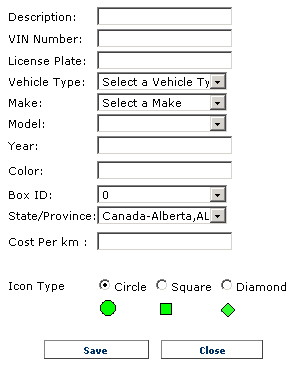 Description:
VIN Number:
License Plate:
Vehicle Type: Select a Vehicle Ty
Make: Select a Make
Model:
Year:
Color:
Box ID: 0
State/Province: Canada-Alberta,AL
Cost Per km :
Icon Type Circle Square Diamond
Save Close